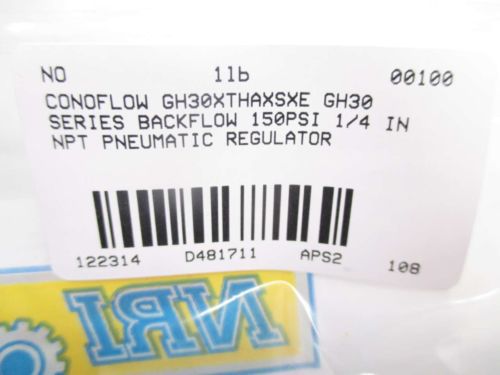 NO 11b 00100
CONOFLOW GH30XTHAXSXE GH30
SERIES BACKFLOW 150PSI 1/4 IN
NPT PNEUMATIC REGULATOR
122314 D481711 APS2 108
NRI